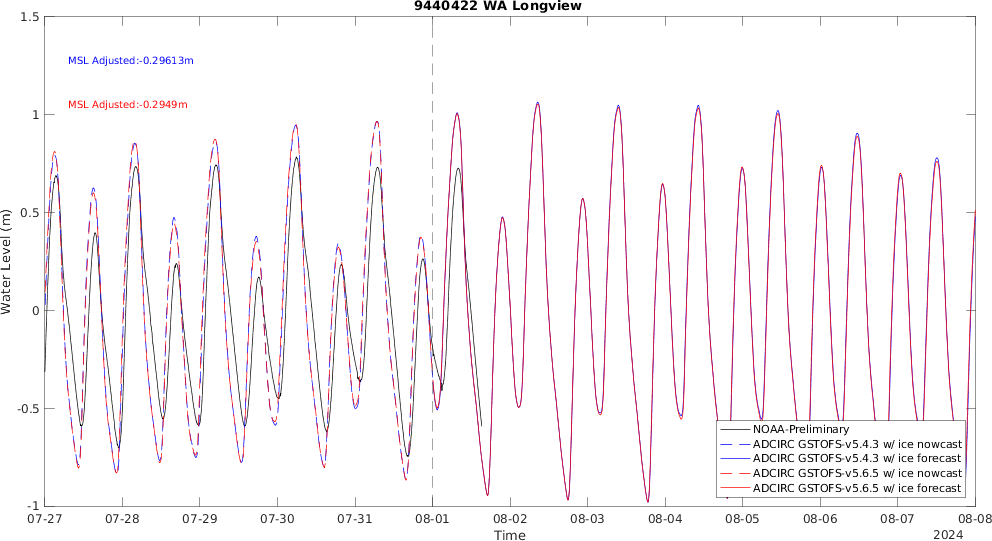 9440422 WA Longview
MSL Adjusted:-0.29613m
MSL Adjusted:-0.2949m
Water Level (m)
1.5
1
0.5
0
-0.5
-1
NOAA-Preliminary
ADCIRC GSTOFS-v5.4.3 w/ ice nowcast
ADCIRC GSTOFS-v5.4.3 w/ ice forecast
ADCIRC GSTOFS-v5.6.5 w/ ice nowcast
ADCIRC GSTOFS-v5.6.5 w/ ice forecast
07-27 07-28 07-29 07-30 07-31 08-01 08-02 08-03 08-04 08-05 08-06 08-07 08-08
Time
2024